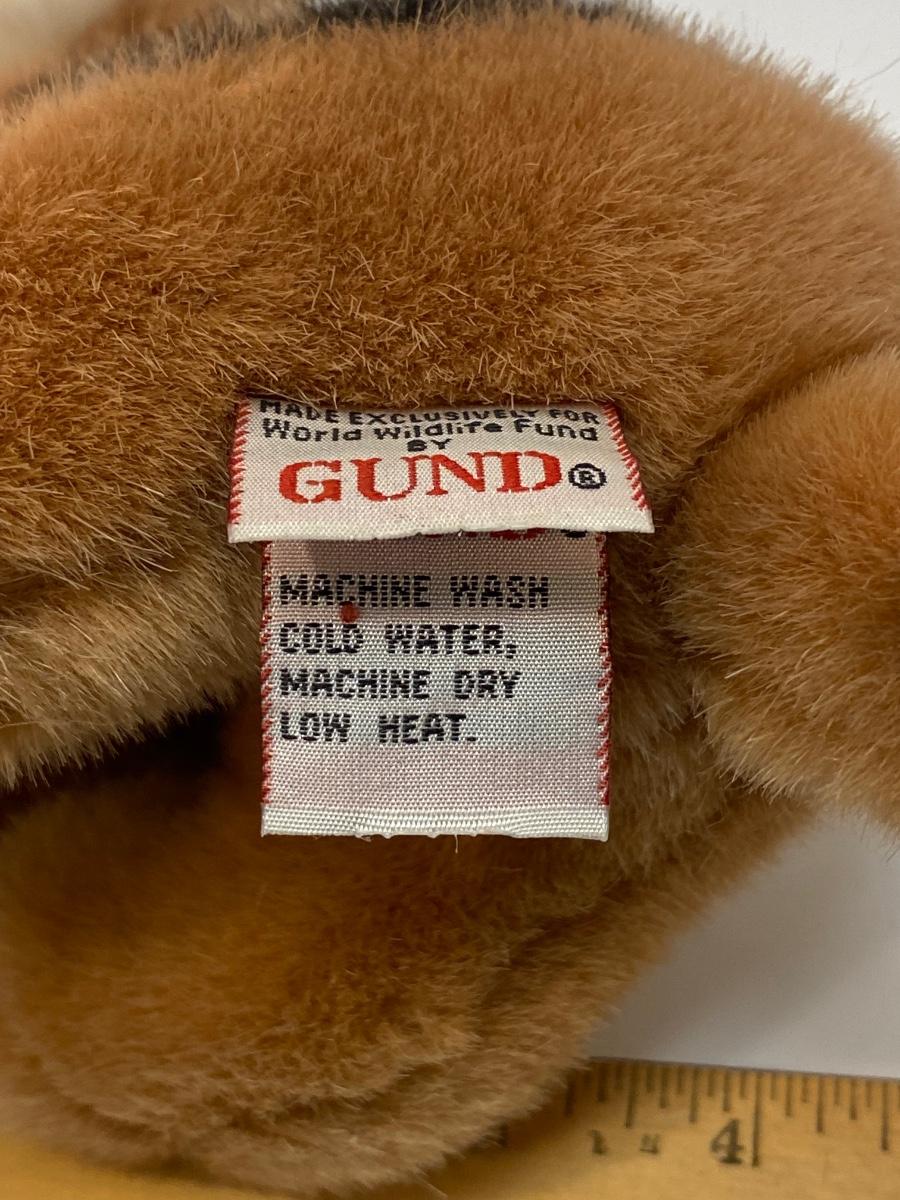 MADE EXCLUSIVELY FOR
World Wildlife Fund
BY
GUND®
MACHINE WASH
COLD WATER,
MACHINE DRY
LOW HEAT.
4